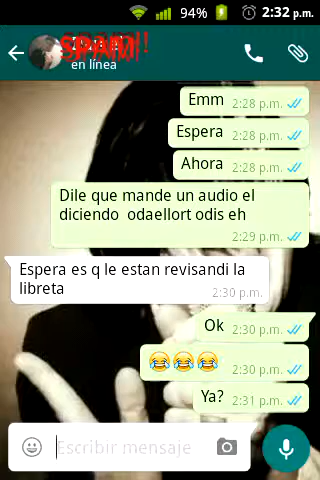 94% 2:32 p.m.
SPAM!!
en línea
Emm 2:28 p.m.
Espera 2:28 p.m.
Ahora 2:28 p.m.
Dile que mande un audio el
diciendo odaellort odis eh
2:29 p.m.
Espera es q le estan revisandi la
libreta
2:30 p.m.
Ok 2:30 p.m.
😂😂😂 2:30 p.m.
Ya? 2:31 p.m.
Escribir mensaje